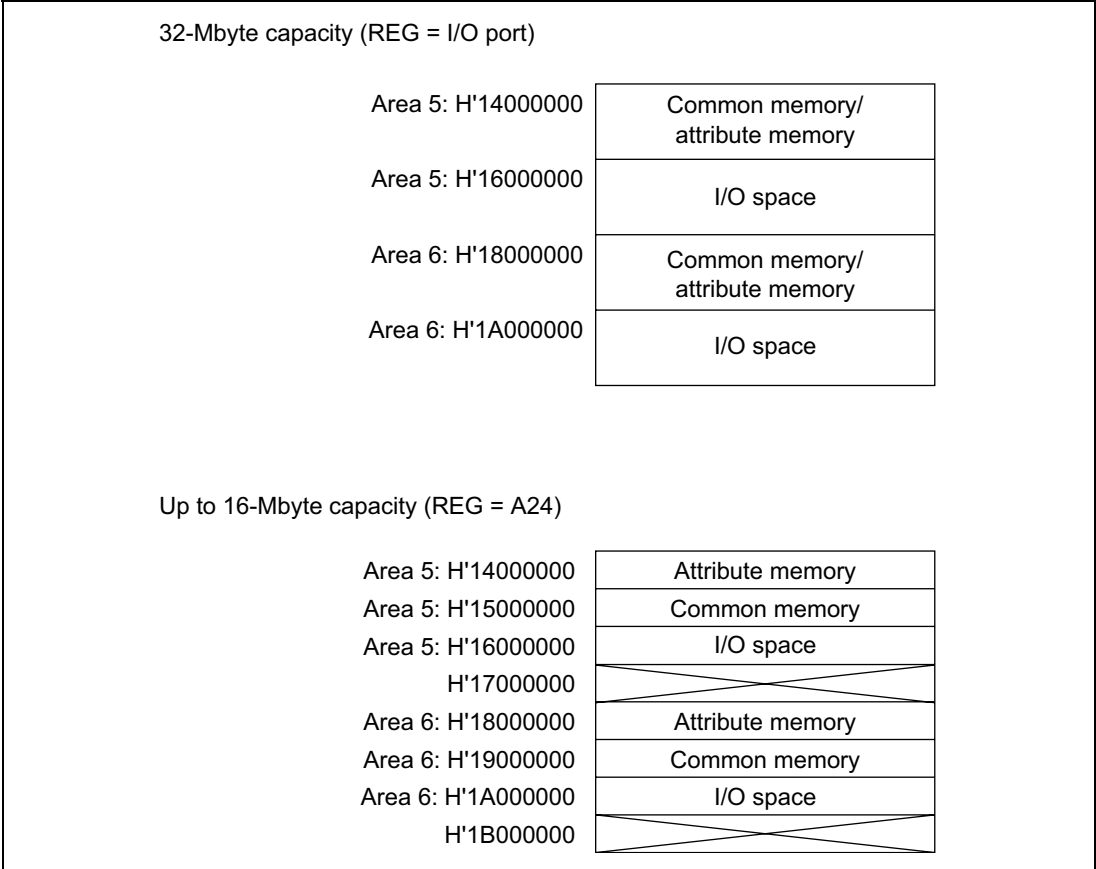 32-Mbyte capacity (REG = I/O port)
Area 5: H'14000000
Common memory/
attribute memory
Area 5: H'16000000
I/O space
Area 6: H'18000000
Common memory/
attribute memory
Area 6: H'1A000000
I/O space
Up to 16-Mbyte capacity (REG = A24)
Area 5: H'14000000 Attribute memory
Area 5: H'15000000 Common memory
Area 5: H'16000000 I/O space
H'17000000
Area 6: H'18000000 Attribute memory
Area 6: H'19000000 Common memory
Area 6: H'1A000000 I/O space
H'1B000000